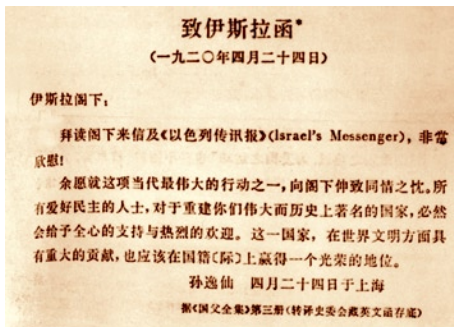 致伊斯拉函*
(一九二〇年四月二十四日)
伊斯拉阁下:
拜读阁下来信及《以色列传讯报》(Israel's Messenger),非常
欣慰!
余愿就这项当代最伟大的行动之一,向阁下伸致同情之忱。所
有爱好民主的人士,对于重建你们伟大而历史上著名的国家,必然
会给予全心的支持与热烈的欢迎。这一国家,在世界文明方面具
有重大的贡献,也应该在国籍〔际〕上赢得一个光荣的地位。
孙逸仙 四月二十四日于上海
据《国父全集》第三册(转译史委会藏英文函存底)